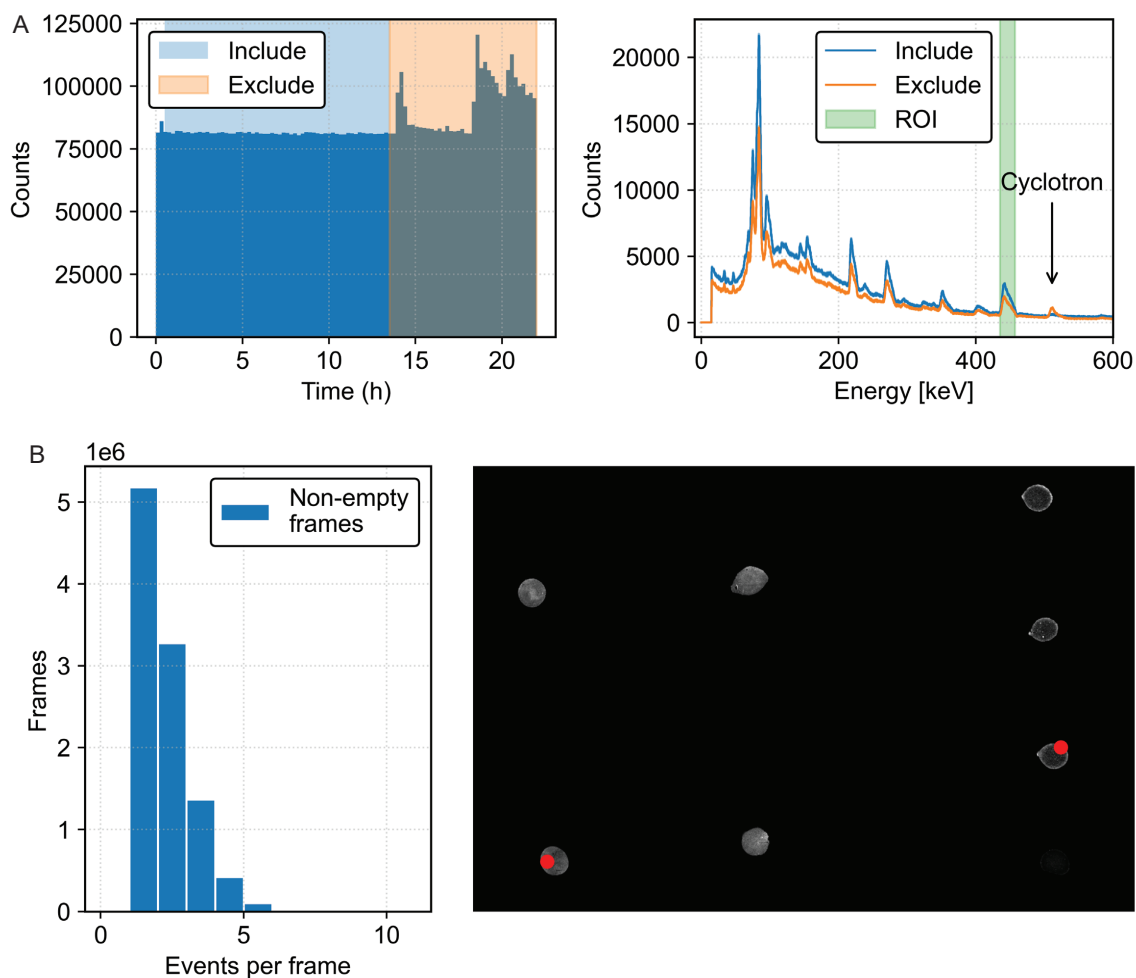 A
125000
100000
75000
50000
25000
0
Counts
Include
Exclude
0
5
10
15
20
Time (h)
20000
15000
10000
5000
0
Counts
Include
Exclude
ROI
Cyclotron
0
200
400
600
Energy [keV]
B
1e6
5
4
3
2
1
0
Frames
Non-empty
frames
0
5
10
Events per frame